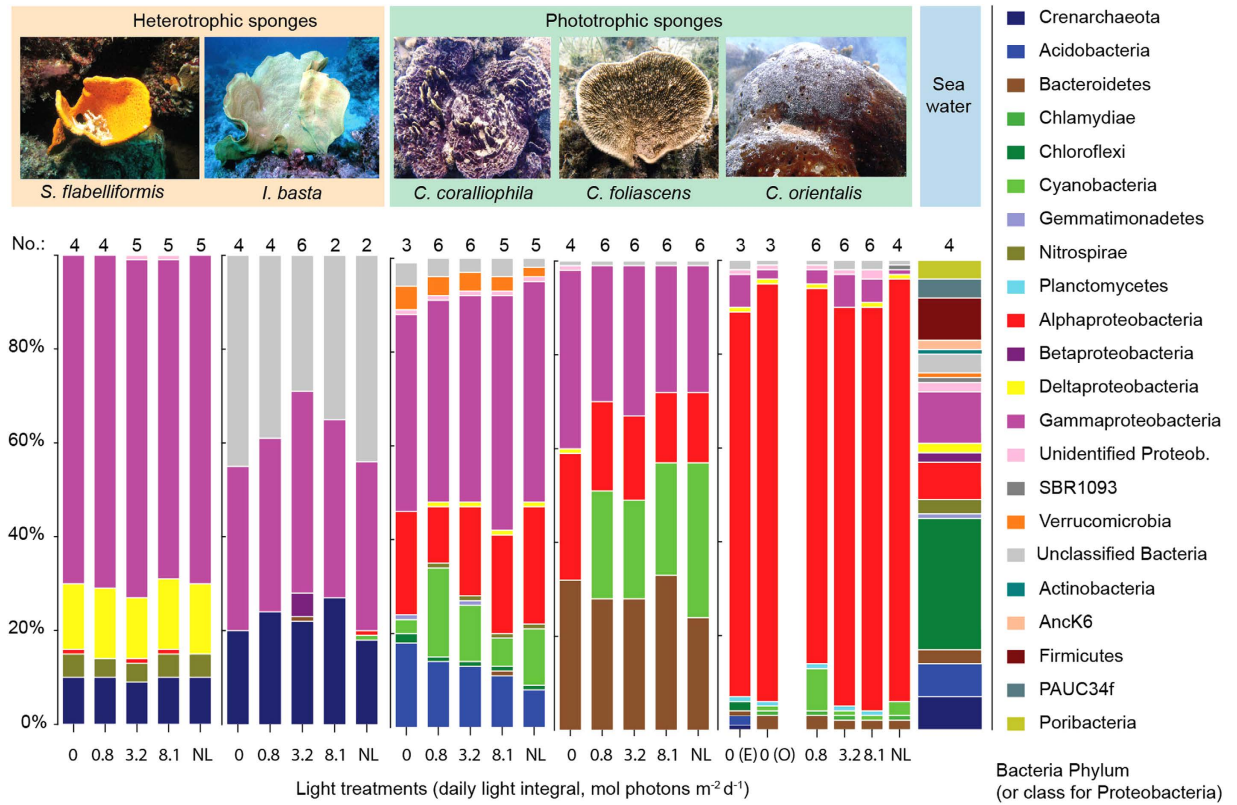 Heterotrophic sponges
Phototrophic sponges
Sea
water
S. flabelliformis
I. basta
C. coralliophila
C. foliascens
C. orientalis
No.:
4 4 5 5 5
4 4 6 2 2
3 6 6 5 5
4 6 6 6 6
3 3 6 6 6 4
4
80%
60%
40%
20%
0%
0 0.8 3.2 8.1 NL
0 0.8 3.2 8.1 NL
0 0.8 3.2 8.1 NL
0 0.8 3.2 8.1 NL
0 (E) 0 (O) 0.8 3.2 8.1 NL
Light treatments (daily light integral, mol photons m⁻² d⁻¹)
Crenarchaeota
Acidobacteria
Bacteroidetes
Chlamydiae
Chloroflexi
Cyanobacteria
Gemmatimonadetes
Nitrospirae
Planctomycetes
Alphaproteobacteria
Betaproteobacteria
Deltaproteobacteria
Gammaproteobacteria
Unidentified Proteob.
SBR1093
Verrucomicrobia
Unclassified Bacteria
Actinobacteria
AncK6
Firmicutes
PAUC34f
Poribacteria
Bacteria Phylum
(or class for Proteobacteria)